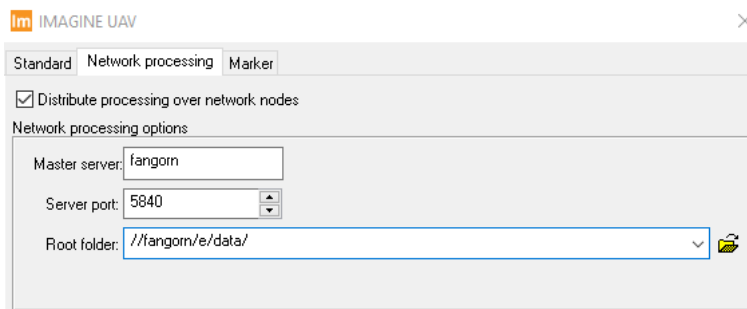 Im IMAGINE UAV
Standard Network processing Marker
Distribute processing over network nodes
Network processing options
Master server: fangorn
Server port: 5840
Root folder: //fangorn/e/data/